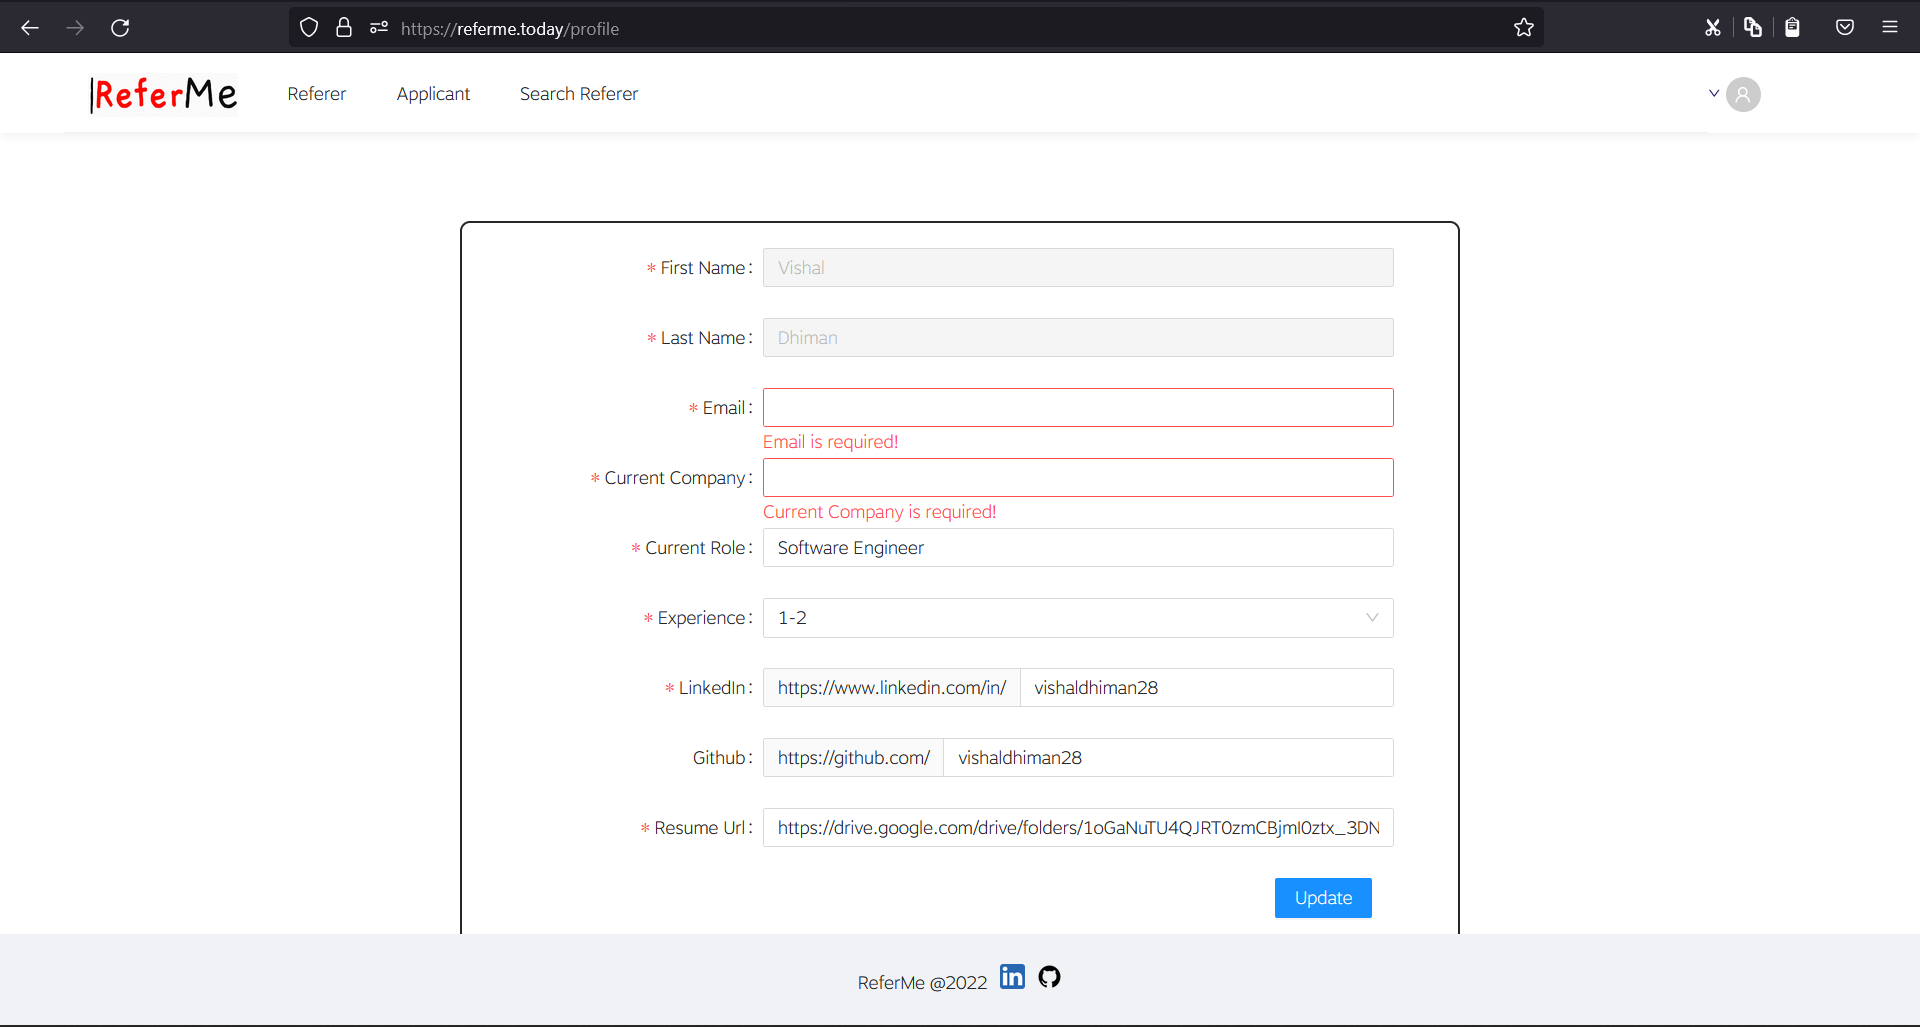 https://referme.today/profile
ReferMe
Referer
Applicant
Search Referer
* First Name: Vishal
* Last Name: Dhiman
* Email:
Email is required!
* Current Company:
Current Company is required!
* Current Role: Software Engineer
* Experience: 1-2
* LinkedIn: https://www.linkedin.com/in/ vishaldhiman28
Github: https://github.com/ vishaldhiman28
* Resume Url: https://drive.google.com/drive/folders/1oGaNuTU4QJRT0zmCBjmI0ztx_3DN
Update
ReferMe @2022 in